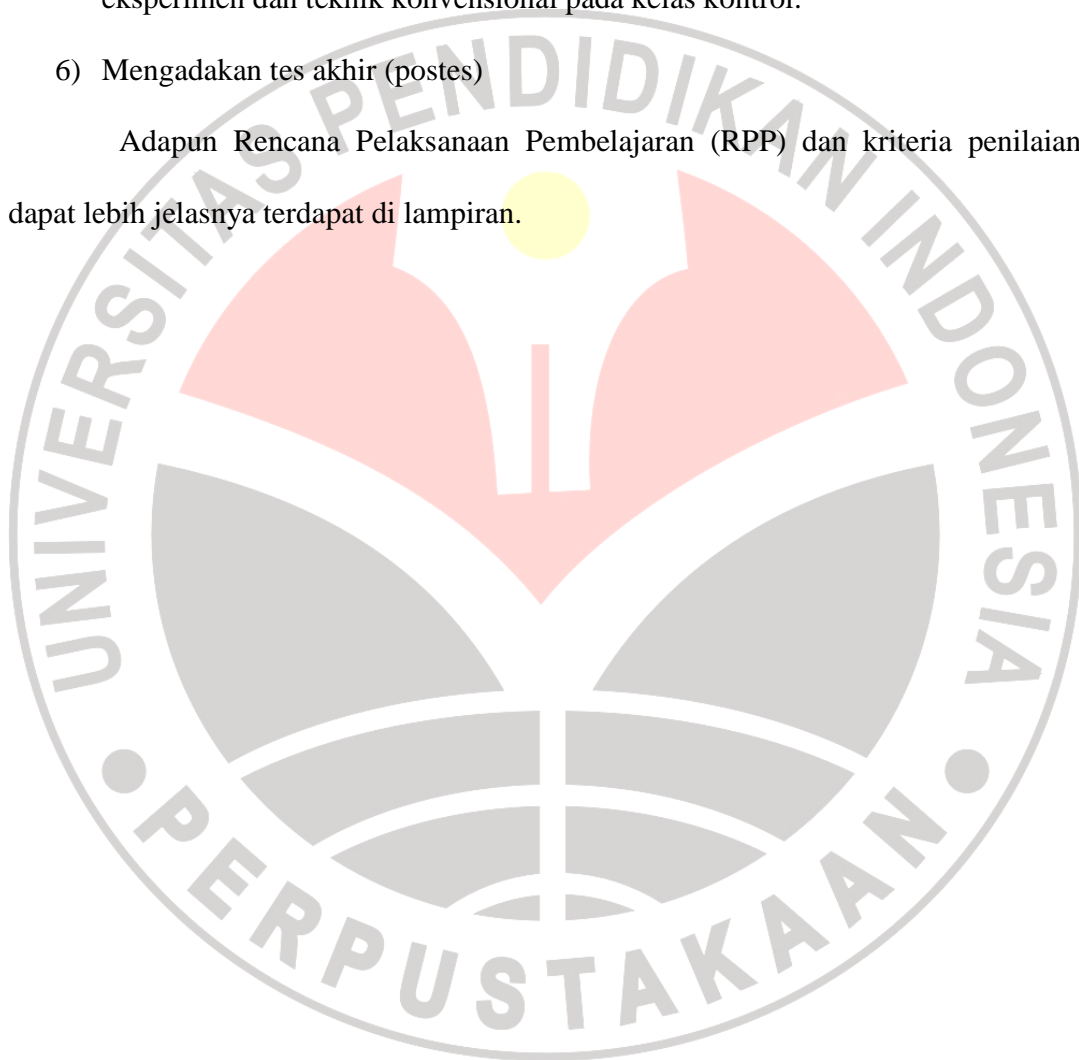 eksperimen dan teknik konvensional pada kelas kontrol.
6) Mengadakan tes akhir (postes)
Adapun Rencana Pelaksanaan Pembelajaran (RPP) dan kriteria penilaian
dapat lebih jelasnya terdapat di lampiran.
UNIVERSITAS PENDIDIKAN INDONESIA
PERPUSTAKAAN